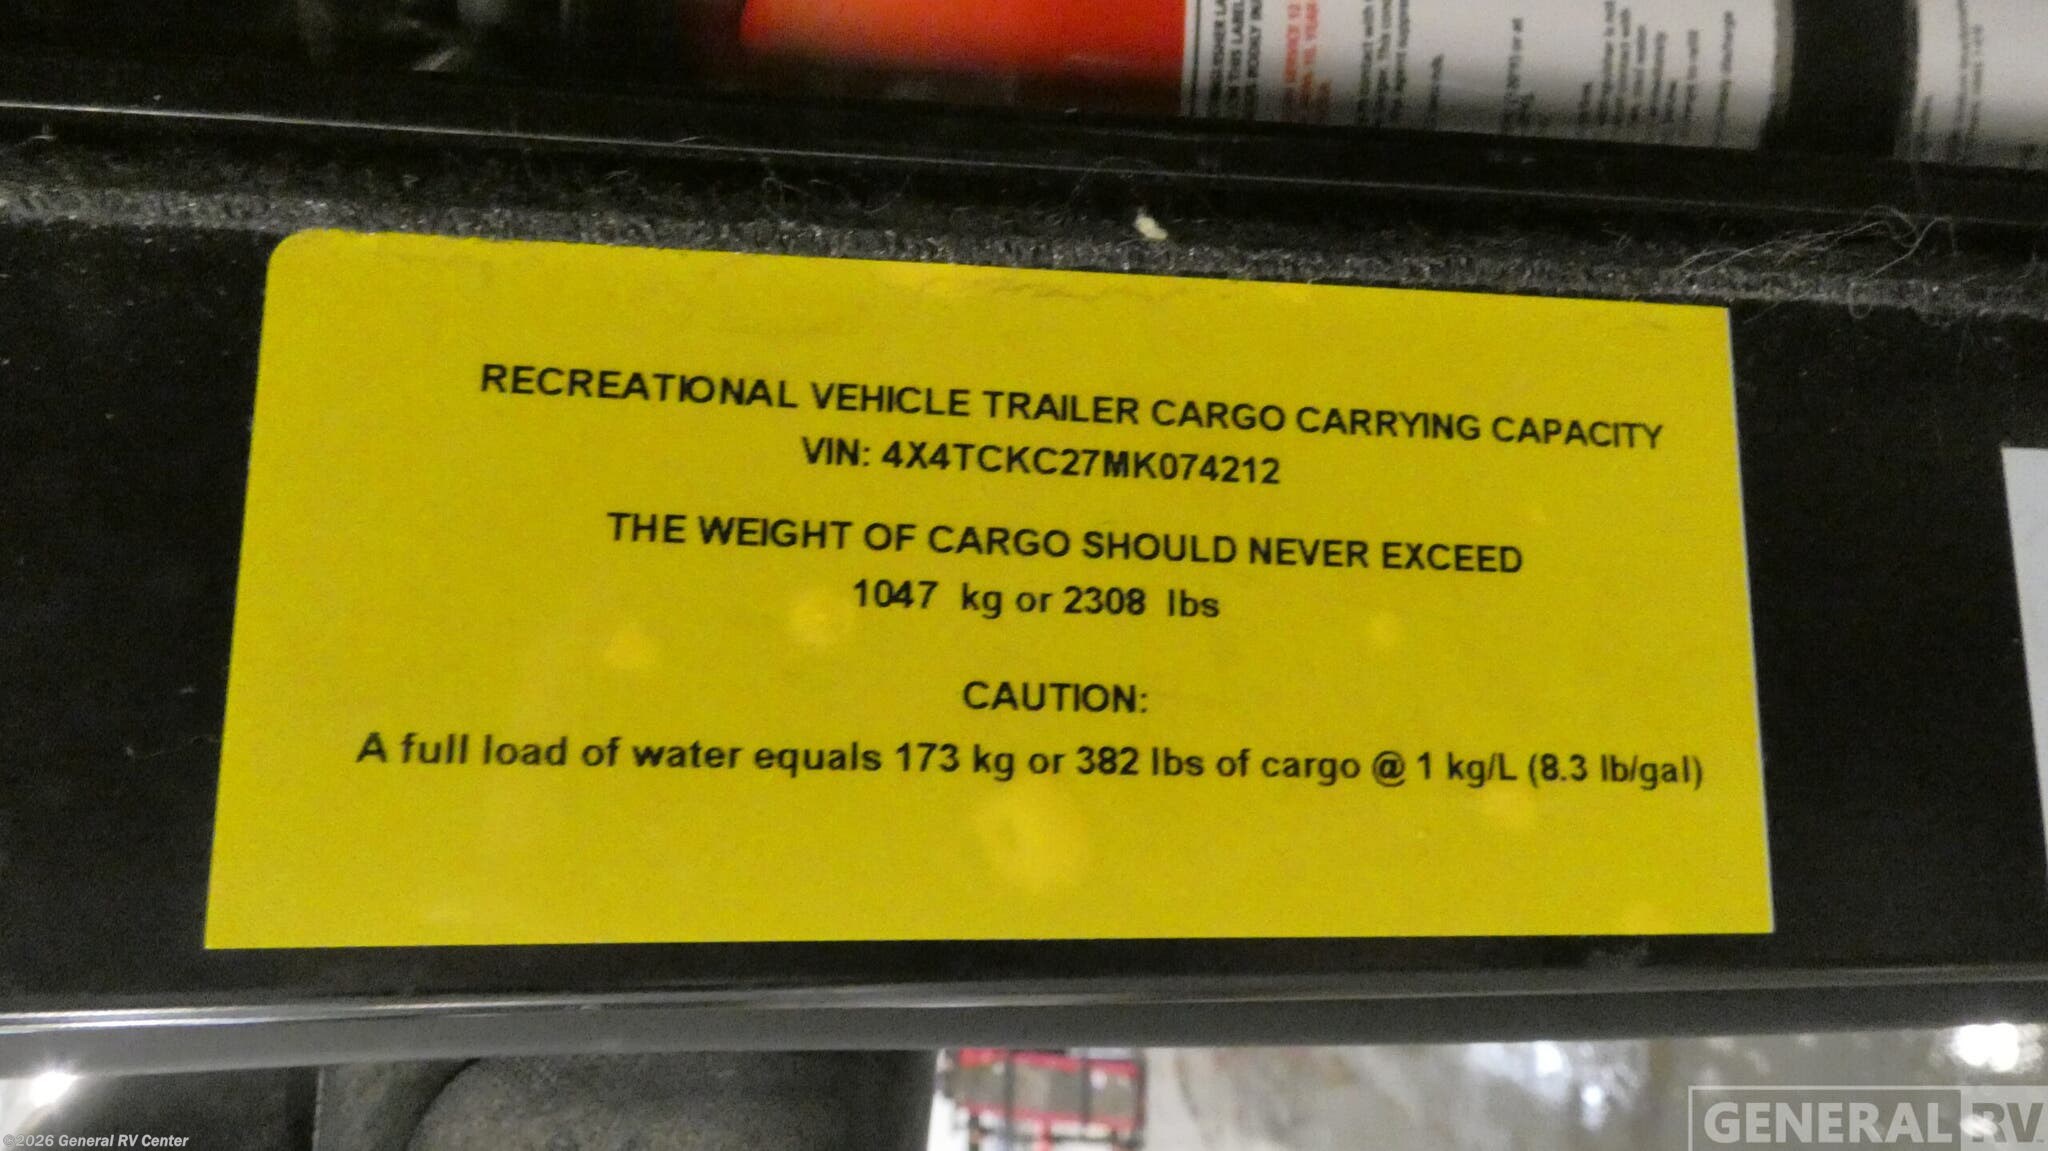 RECREATIONAL VEHICLE TRAILER CARGO CARRYING CAPACITY
VIN: 4X4TCKC27MK074212
THE WEIGHT OF CARGO SHOULD NEVER EXCEED
1047 kg or 2308 lbs
CAUTION:
A full load of water equals 173 kg or 382 lbs of cargo @ 1 kg/L (8.3 lb/gal)
©2026 General RV Center
GENERAL RV